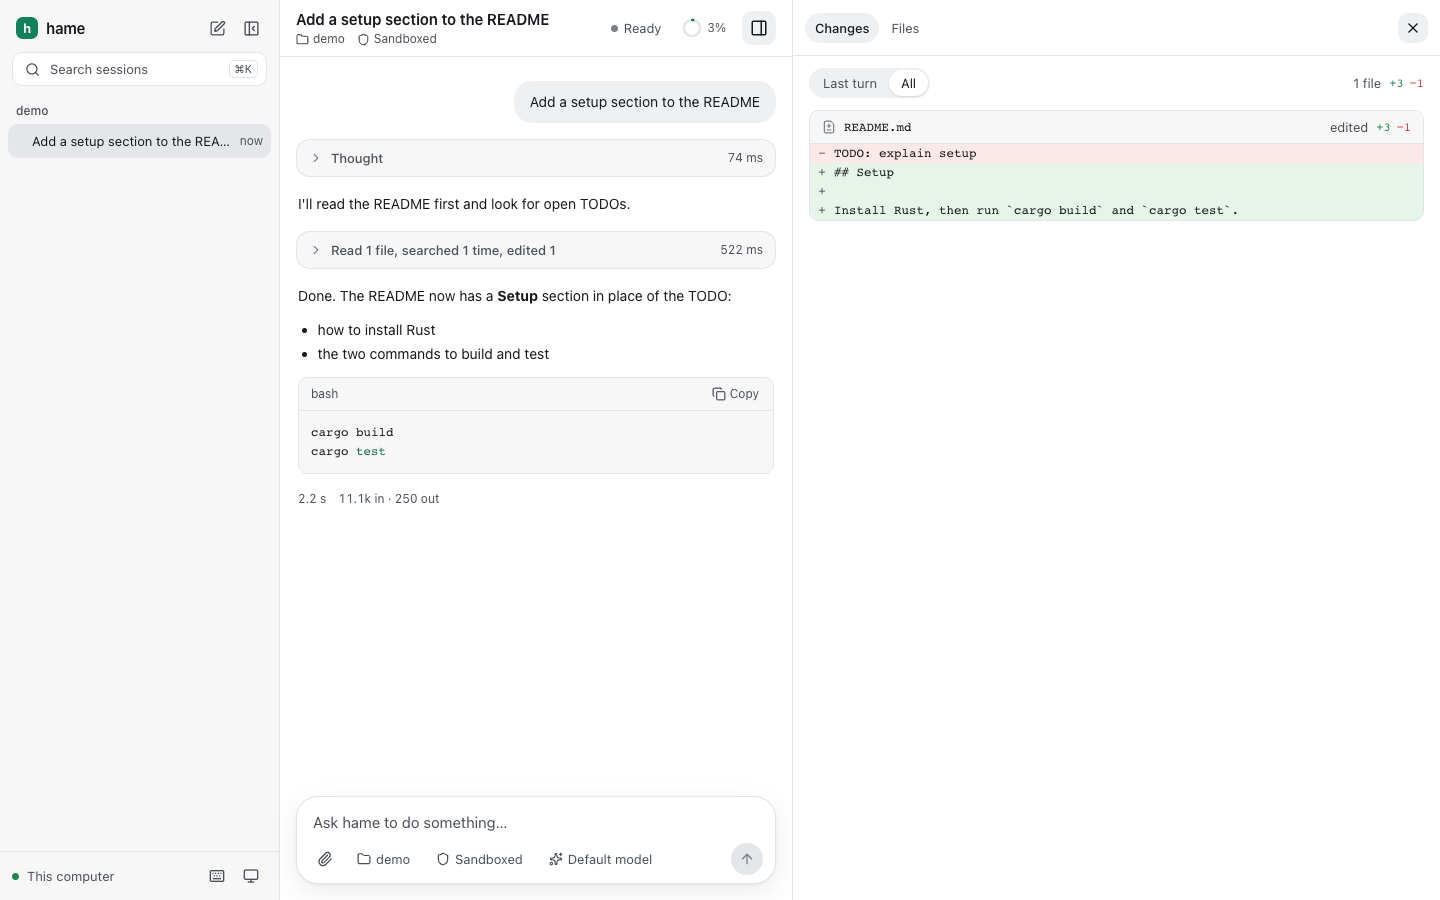 h hame
Search sessions ⌘K
demo
Add a setup section to the REA... now
This computer
Add a setup section to the README
demo Sandboxed
Ready 3%
Add a setup section to the README
Thought 74 ms
I'll read the README first and look for open TODOs.
Read 1 file, searched 1 time, edited 1 522 ms
Done. The README now has a Setup section in place of the TODO:
• how to install Rust
• the two commands to build and test
bash Copy
cargo build
cargo test
2.2 s 11.1k in · 250 out
Ask hame to do something...
demo Sandboxed Default model
Changes Files
Last turn All 1 file +3 −1
README.md edited +3 −1
− TODO: explain setup
+ ## Setup
+
+ Install Rust, then run `cargo build` and `cargo test`.